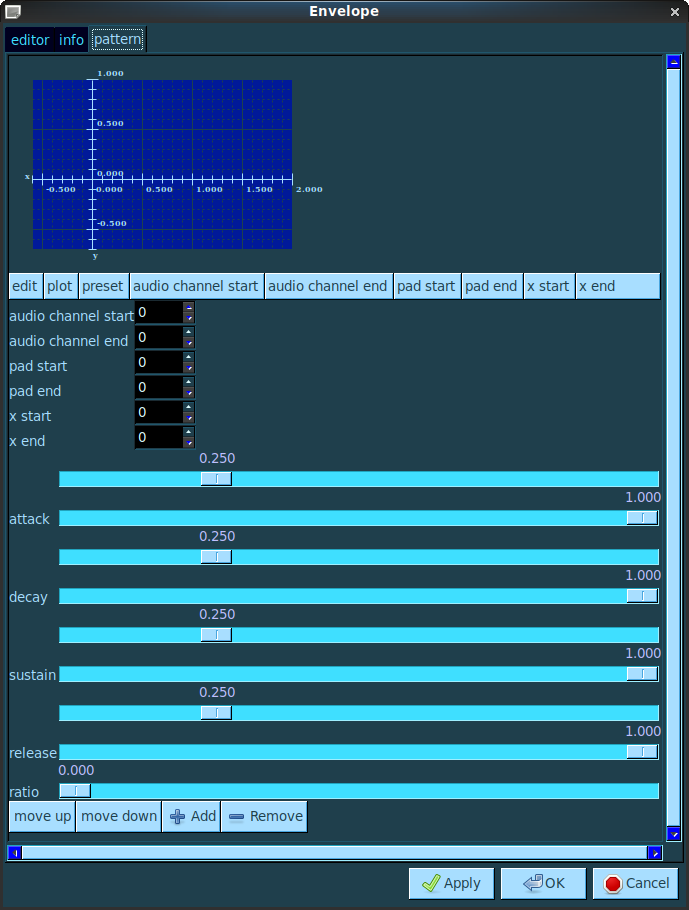 Envelope
editor info pattern
1.000
0.500
x 0.000
-0.500 0.000 0.500 1.000 1.500 2.000
-0.500
y
edit plot preset audio channel start audio channel end pad start pad end x start x end
audio channel start 0
audio channel end 0
pad start 0
pad end 0
x start 0
x end 0
0.250
1.000
attack
0.250
1.000
decay
0.250
1.000
sustain
0.250
1.000
release
0.000
ratio
move up move down Add Remove
Apply OK Cancel